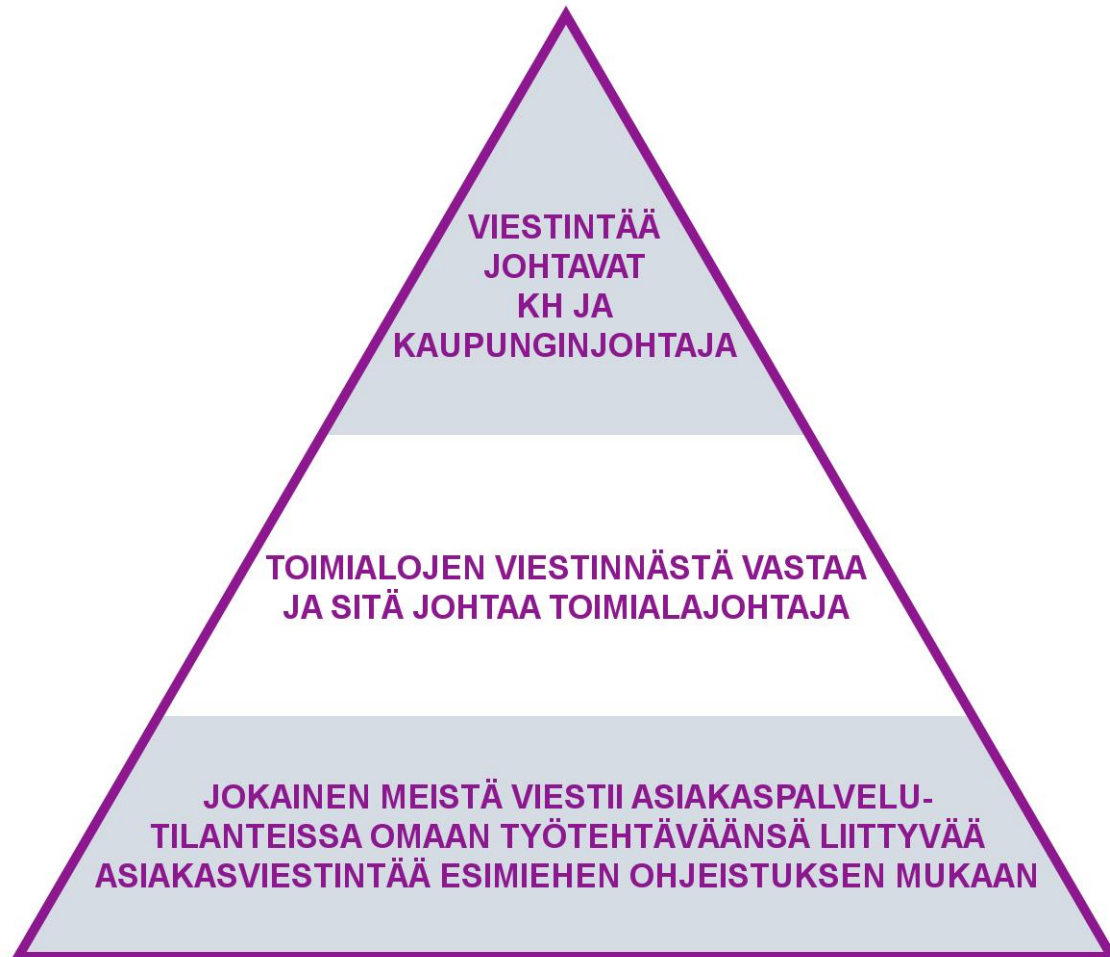 VIESTINTÄÄ
JOHTAVAT
KH JA
KAUPUNGINJOHTAJA
TOIMIALOJEN VIESTINNÄSTÄ VASTAA
JA SITÄ JOHTAA TOIMIALAJOHTAJA
JOKAINEN MEISTÄ VIESTII ASIAKASPALVELU-
TILANTEISSA OMAAN TYÖTEHTÄVÄÄNSÄ LIITTYVÄÄ
ASIAKASVIESTINTÄÄ ESIMIEHEN OHJEISTUKSEN MUKAAN